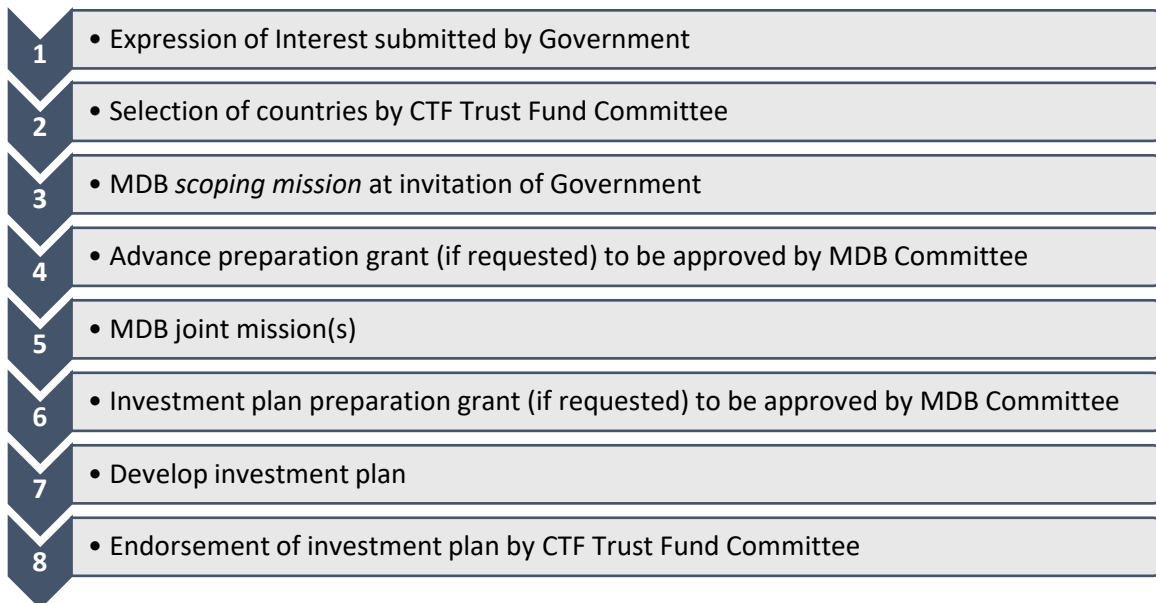 1 • Expression of Interest submitted by Government
2 • Selection of countries by CTF Trust Fund Committee
3 • MDB scoping mission at invitation of Government
4 • Advance preparation grant (if requested) to be approved by MDB Committee
5 • MDB joint mission(s)
6 • Investment plan preparation grant (if requested) to be approved by MDB Committee
7 • Develop investment plan
8 • Endorsement of investment plan by CTF Trust Fund Committee